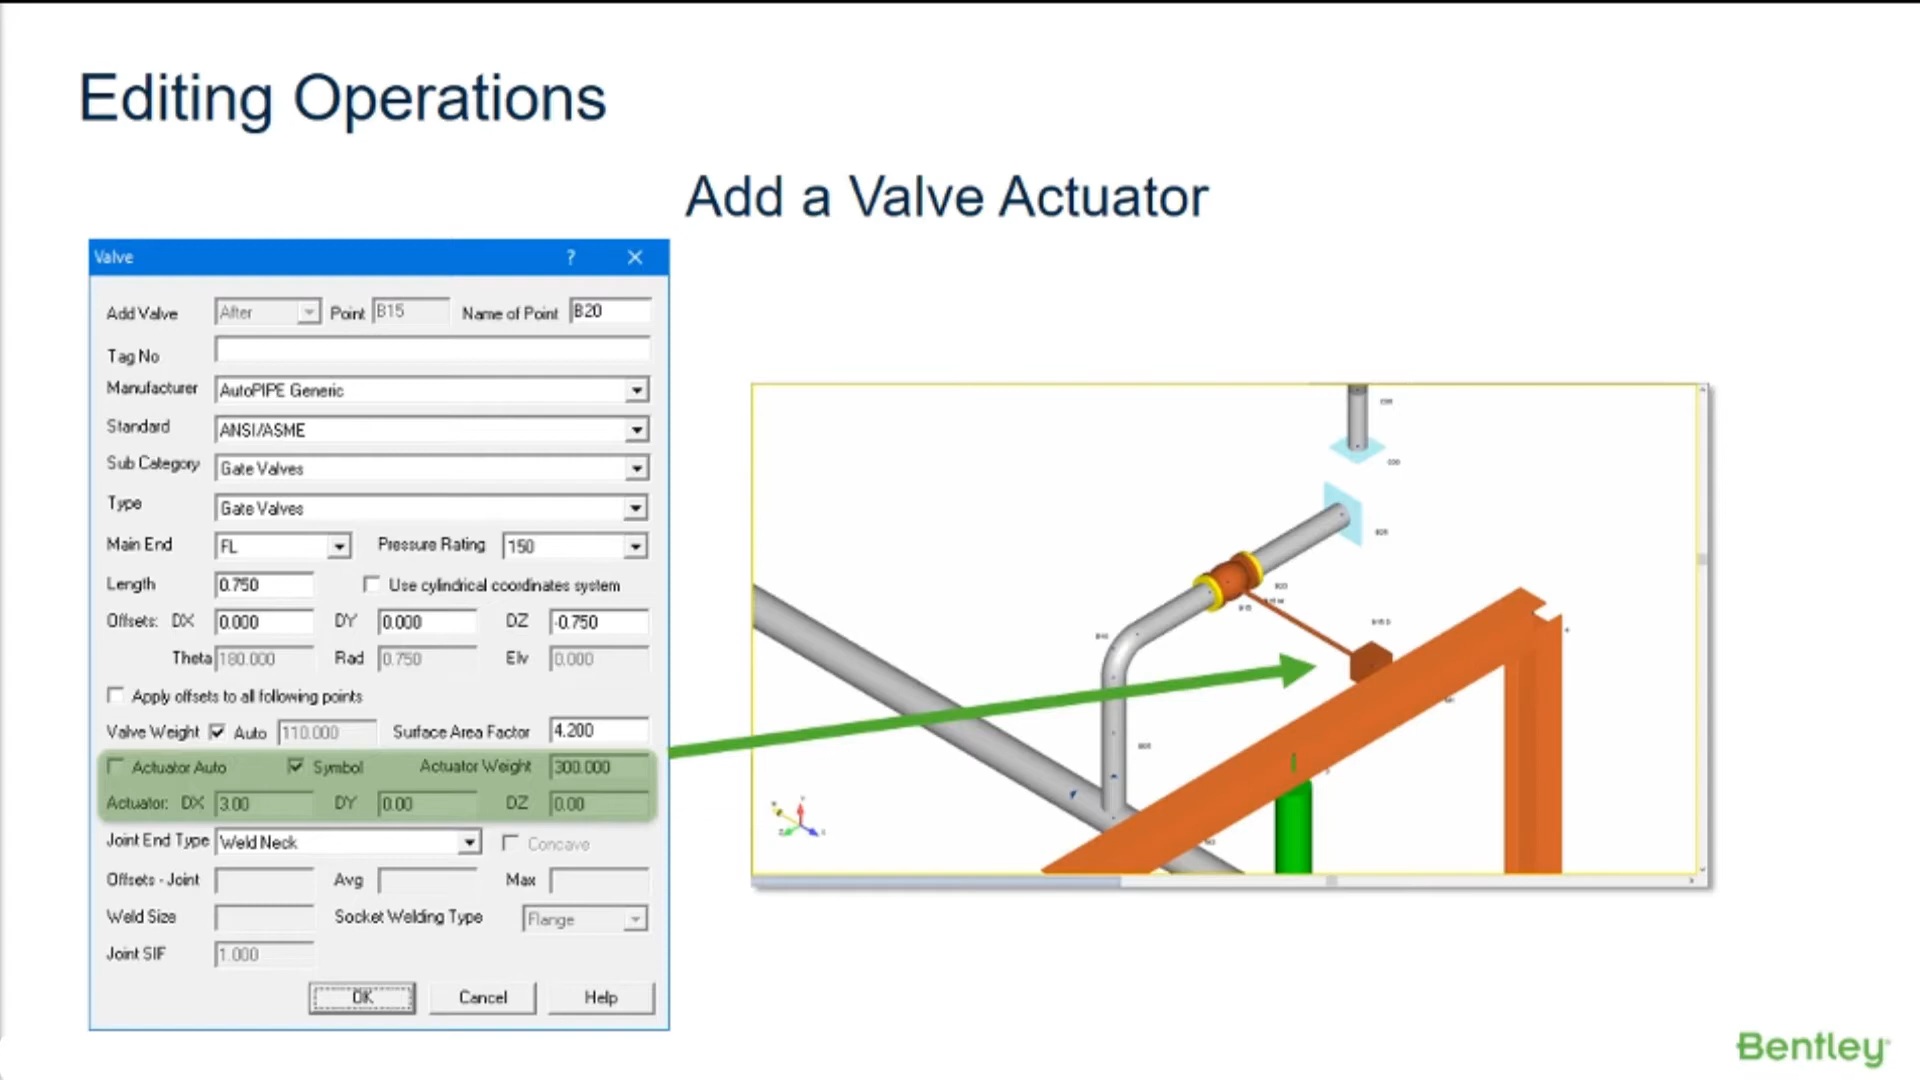 Editing Operations
Add a Valve Actuator
Valve ?
Add Valve After Point B15 Name of Point B20
Tag No
Manufacturer AutoPIPE Generic
Standard ANSI/ASME
Sub Category Gate Valves
Type Gate Valves
Main End FL Pressure Rating 150
Length 0.750 Use cylindrical coordinates system
Offsets: DX 0.000 DY 0.000 DZ -0.750
Theta 180.000 Rad 0.750 Elv 0.000
Apply offsets to all following points
Valve Weight Auto 110.000 Surface Area Factor 4.200
Actuator Auto Symbol Actuator Weight 300.000
Actuator: DX 3.00 DY 0.00 DZ 0.00
Joint End Type Weld Neck Concave
Offsets - Joint Avg Max
Weld Size Socket Welding Type Flange
Joint SIF 1.000
OK Cancel Help
Bentley